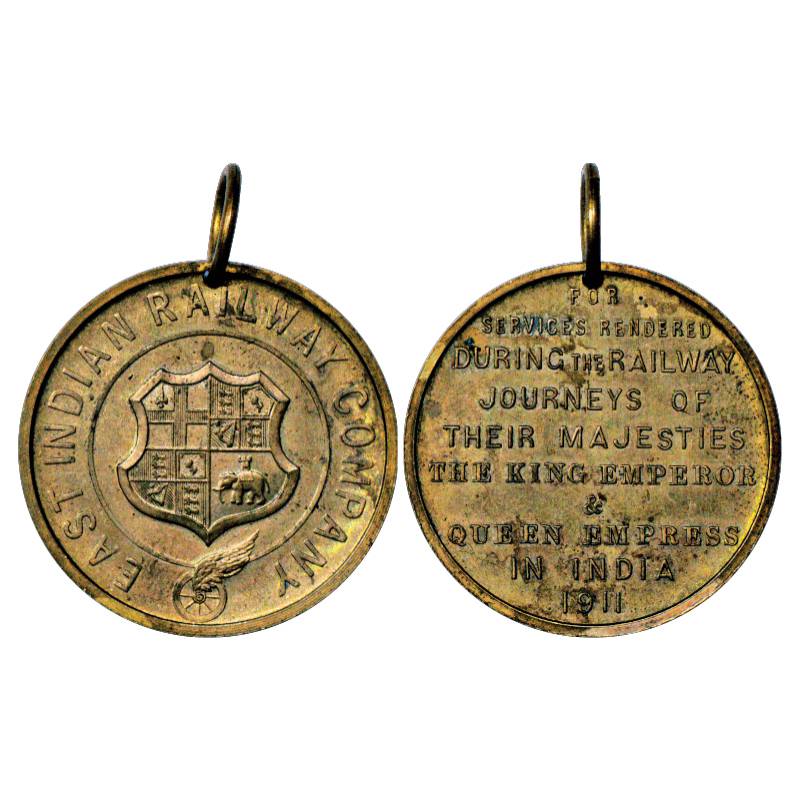 EAST INDIAN RAILWAY COMPANY
FOR
SERVICES RENDERED
DURING THE RAILWAY
JOURNEYS OF
THEIR MAJESTIES
THE KING EMPEROR
&
QUEEN EMPRESS
IN INDIA
1911